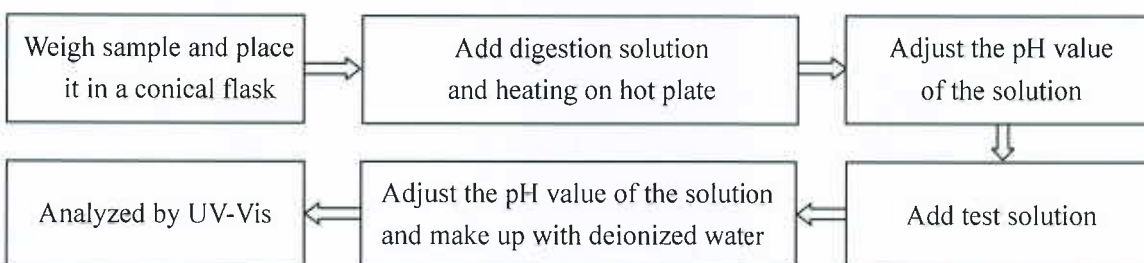 Weigh sample and place
it in a conical flask
Add digestion solution
and heating on hot plate
Adjust the pH value
of the solution
Add test solution
Adjust the pH value of the solution
and make up with deionized water
Analyzed by UV-Vis